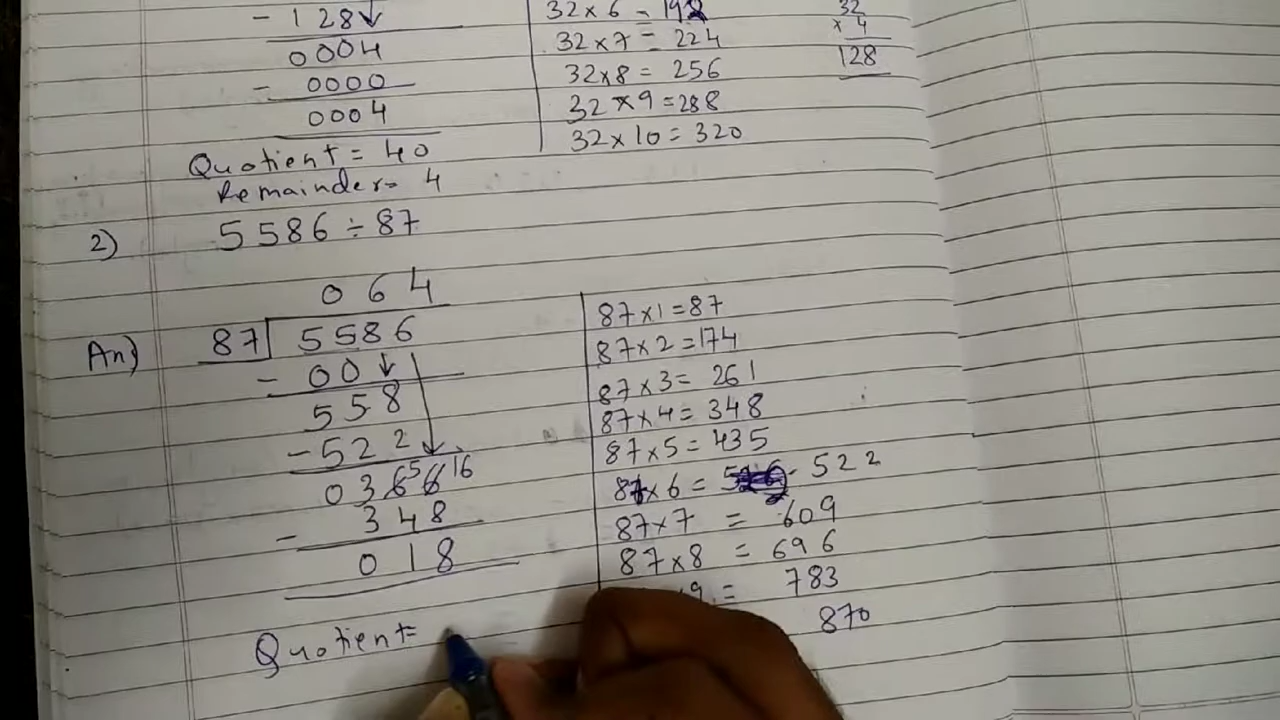 - 128↓
0004
- 0000
0004
Quotient = 40
Remainder= 4
32×6 = 192
32×7 = 224
32×8 = 256
32×9=288
32×10=320
32
× 4
128
2) 5586÷87
An) 064
87 5586
- 00↓
558
-522
0366 5 16
- 348
018
Quotient=
87×1=87
87×2=174
87×3= 261
87×4= 348
87×5=435
87×6= 522
87×7 = 609
87×8 = 696
9 = 783
870